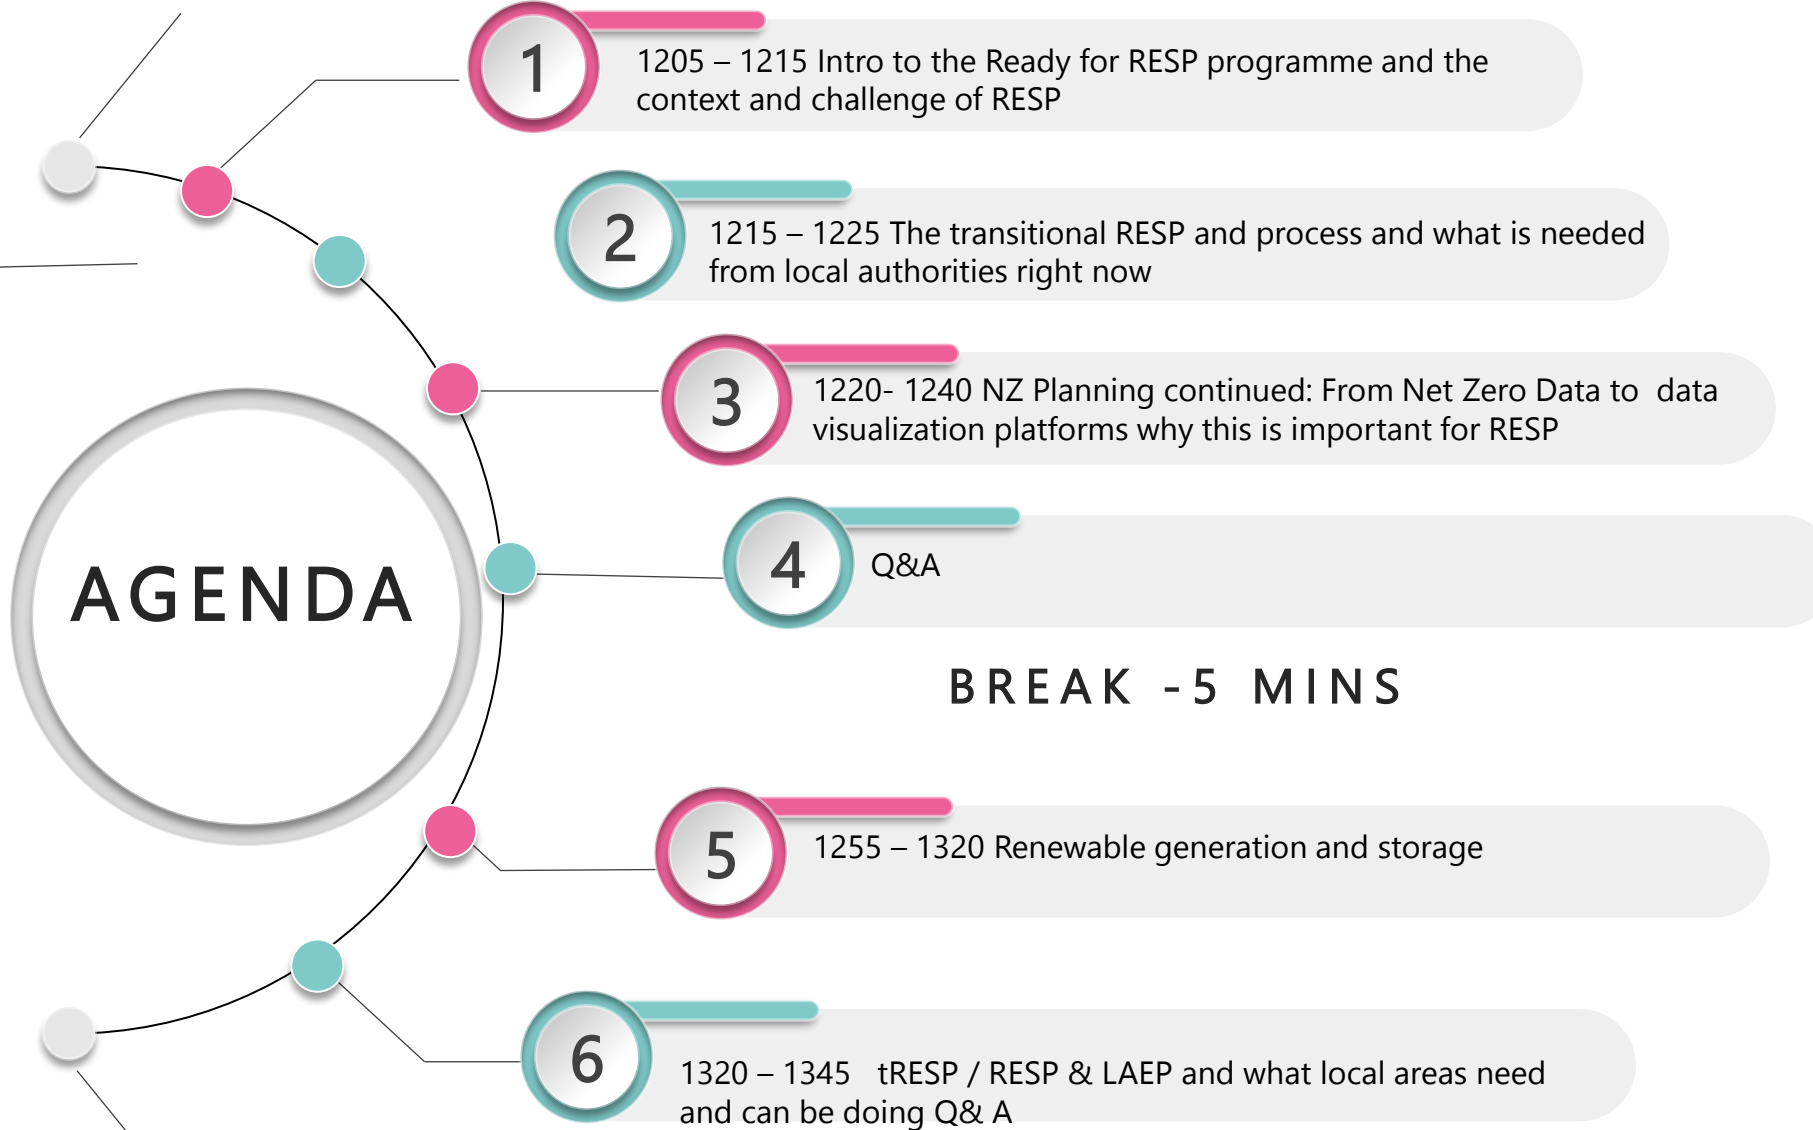 AGENDA
1
1205 – 1215 Intro to the Ready for RESP programme and the
context and challenge of RESP
2
1215 – 1225 The transitional RESP and process and what is needed
from local authorities right now
3
1220- 1240 NZ Planning continued: From Net Zero Data to  data
visualization platforms why this is important for RESP
4
Q&A
BREAK -5 MINS
5
1255 – 1320 Renewable generation and storage
6
1320 – 1345   tRESP / RESP & LAEP and what local areas need
and can be doing Q& A